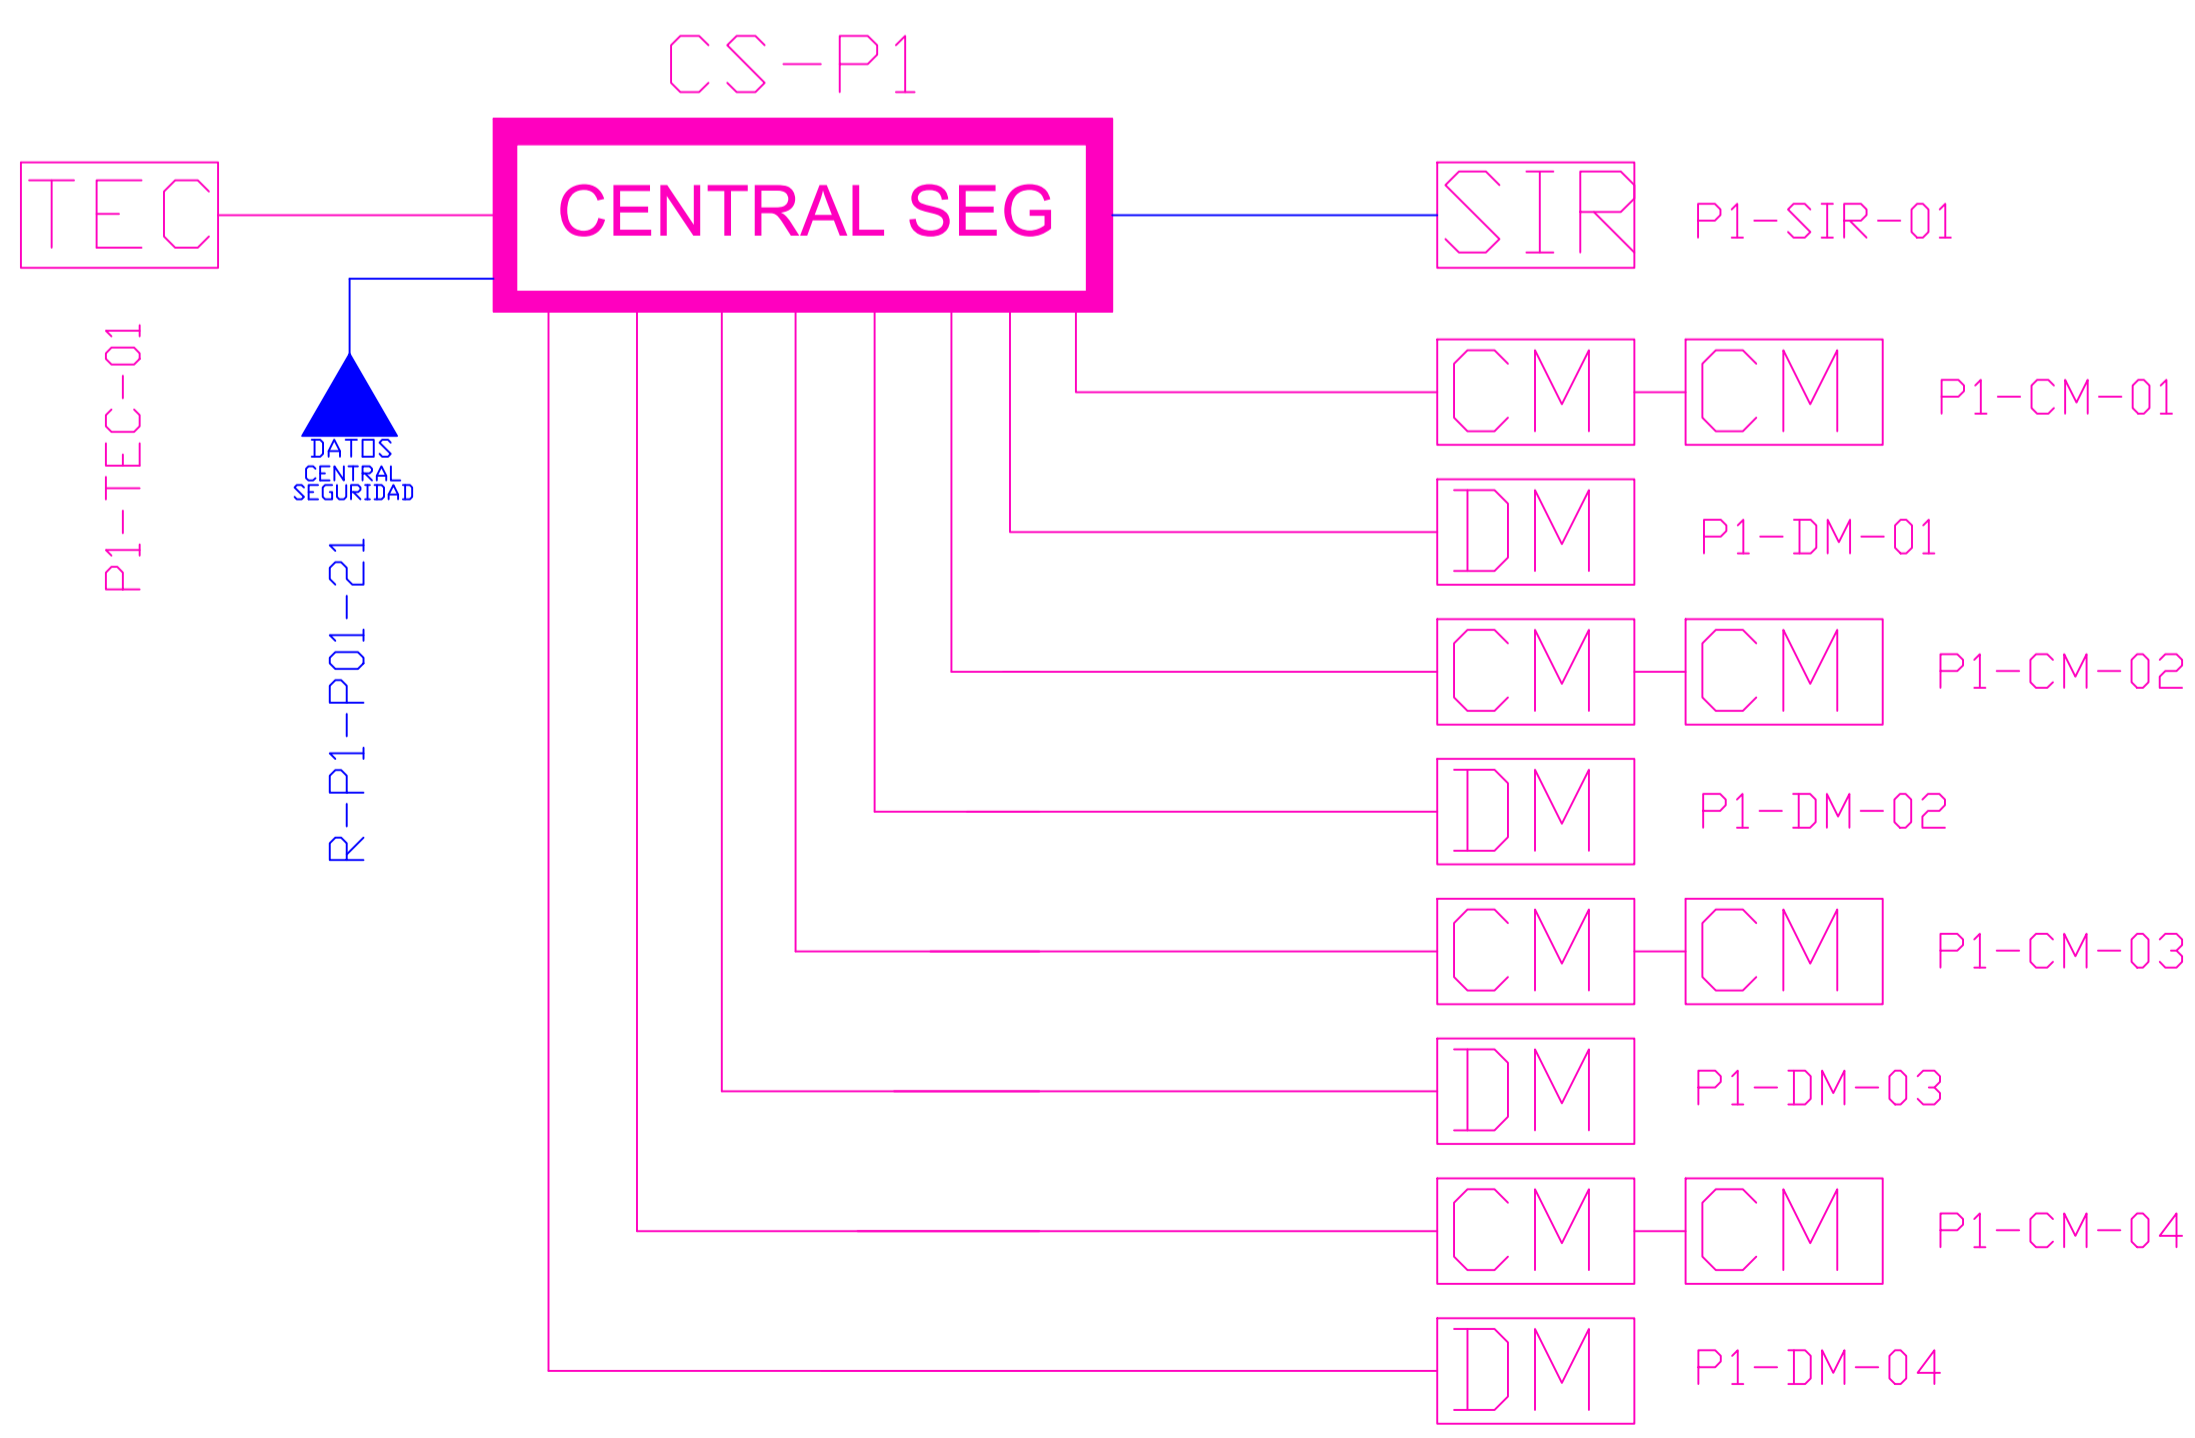 CS-P1
TEC
CENTRAL SEG
SIR
P1-SIR-01
P1-TEC-01
DATOS
CENTRAL
SEGURIDAD
R-P1-P01-21
CM CM P1-CM-01
DM P1-DM-01
CM CM P1-CM-02
DM P1-DM-02
CM CM P1-CM-03
DM P1-DM-03
CM CM P1-CM-04
DM P1-DM-04